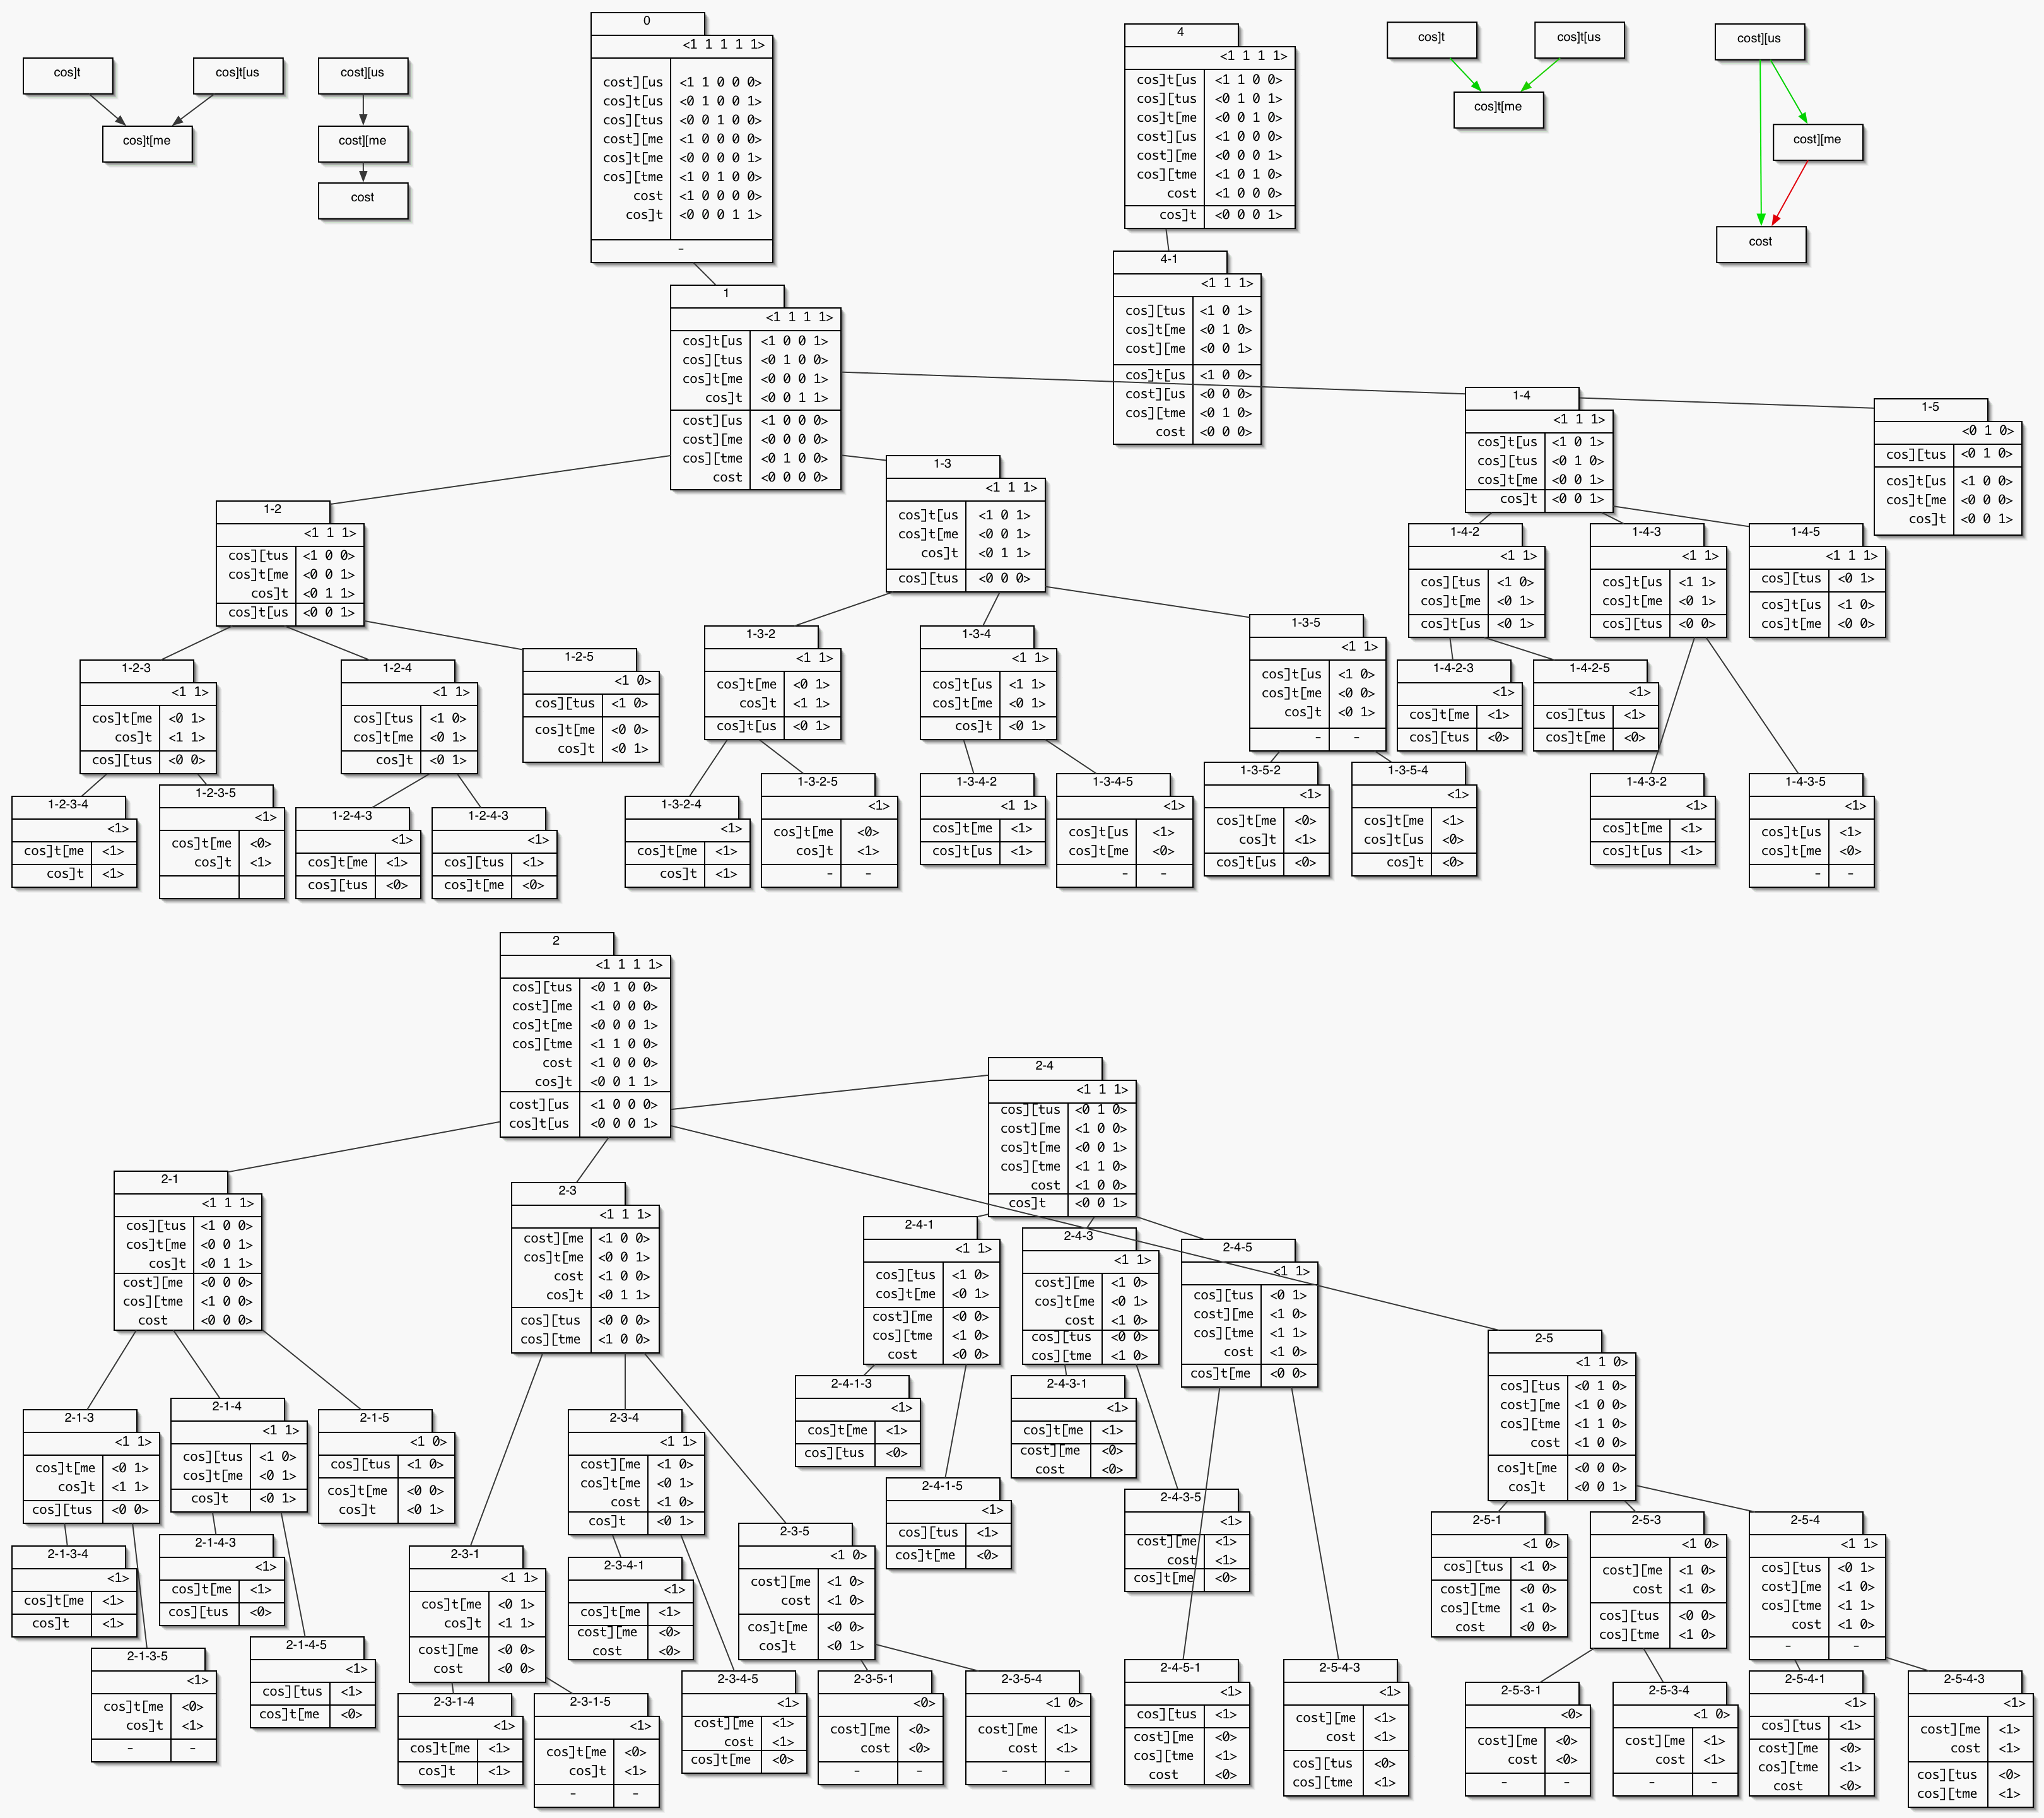 cos]t
cos]t[us
cos]t[me
cost][us
cost][me
cost
0
<1 1 1 1 1>
cost][us <1 1 0 0 0>
cos]t[us <0 1 0 0 1>
cos][tus <0 0 1 0 0>
cost][me <1 0 0 0 0>
cos]t[me <0 0 0 0 1>
cos][tme <1 0 1 0 0>
cost <1 0 0 0 0>
cos]t <0 0 0 1 1>
-
4
<1 1 1 1>
cos]t[us <1 1 0 0>
cos][tus <0 1 0 1>
cos]t[me <0 0 1 0>
cost][us <1 0 0 0>
cost][me <0 0 0 1>
cos][tme <1 0 1 0>
cost <1 0 0 0>
cos]t <0 0 0 1>
4-1
<1 1 1>
cos][tus <1 0 1>
cos]t[me <0 1 0>
cost][me <0 0 1>
cos]t[us <1 0 0>
cost][us <0 0 0>
cos][tme <0 1 0>
cost <0 0 0>
cos]t
cos]t[us
cos]t[me
cost][us
cost][me
cost
1
<1 1 1 1>
cos]t[us <1 0 0 1>
cos][tus <0 1 0 0>
cos]t[me <0 0 0 1>
cos]t <0 0 1 1>
cost][us <1 0 0 0>
cost][me <0 0 0 0>
cos][tme <0 1 0 0>
cost <0 0 0 0>
1-4
<1 1 1>
cos]t[us <1 0 1>
cos][tus <0 1 0>
cos]t[me <0 0 1>
cos]t <0 0 1>
1-5
<0 1 0>
cos][tus <0 1 0>
cos]t[us <1 0 0>
cos]t[me <0 0 0>
cos]t <0 0 1>
1-2
<1 1 1>
cos][tus <1 0 0>
cos]t[me <0 0 1>
cos]t <0 1 1>
cos]t[us <0 0 1>
1-3
<1 1 1>
cos]t[us <1 0 1>
cos]t[me <0 0 1>
cos]t <0 1 1>
cos][tus <0 0 0>
1-4-2
<1 1>
cos][tus <1 0>
cos]t[me <0 1>
cos]t[us <0 1>
1-4-3
<1 1>
cos]t[us <1 1>
cos]t[me <0 1>
cos][tus <0 0>
1-4-5
<1 1 1>
cos][tus <0 1>
cos]t[us <1 0>
cos]t[me <0 0>
1-2-3
<1 1>
cos]t[me <0 1>
cos]t <1 1>
cos][tus <0 0>
1-2-4
<1 1>
cos][tus <1 0>
cos]t[me <0 1>
cos]t <0 1>
1-2-5
<1 0>
cos][tus <1 0>
cos]t[me <0 0>
cos]t <0 1>
1-3-2
<1 1>
cos]t[me <0 1>
cos]t <1 1>
cos]t[us <0 1>
1-3-4
<1 1>
cos]t[us <1 1>
cos]t[me <0 1>
cos]t <0 1>
1-3-5
<1 1>
cos]t[us <1 0>
cos]t[me <0 0>
cos]t <0 1>
- -
1-4-2-3
<1>
cos]t[me <1>
cos][tus <0>
1-4-2-5
<1>
cos][tus <1>
cos]t[me <0>
1-2-3-4
<1>
cos]t[me <1>
cos]t <1>
1-2-3-5
<1>
cos]t[me <0>
cos]t <1>
1-2-4-3
<1>
cos]t[me <1>
cos][tus <0>
1-2-4-3
<1>
cos][tus <1>
cos]t[me <0>
1-3-2-4
<1>
cos]t[me <1>
cos]t <1>
1-3-2-5
<1>
cos]t[me <0>
cos]t <1>
- -
1-3-4-2
<1 1>
cos]t[me <1>
cos]t[us <1>
1-3-4-5
<1>
cos]t[us <1>
cos]t[me <0>
- -
1-3-5-2
<1>
cos]t[me <0>
cos]t <1>
cos]t[us <0>
1-3-5-4
<1>
cos]t[me <1>
cos]t[us <0>
cos]t <0>
1-4-3-2
<1>
cos]t[me <1>
cos]t[us <1>
1-4-3-5
<1>
cos]t[us <1>
cos]t[me <0>
- -
2
<1 1 1 1>
cos][tus <0 1 0 0>
cost][me <1 0 0 0>
cos]t[me <0 0 0 1>
cos][tme <1 1 0 0>
cost <1 0 0 0>
cos]t <0 0 1 1>
cost][us <1 0 0 0>
cos]t[us <0 0 0 1>
2-4
<1 1 1>
cos][tus <0 1 0>
cost][me <1 0 0>
cos]t[me <0 0 1>
cos][tme <1 1 0>
cost <1 0 0>
cos]t <0 0 1>
2-1
<1 1 1>
cos][tus <1 0 0>
cos]t[me <0 0 1>
cos]t <0 1 1>
cost][me <0 0 0>
cos][tme <1 0 0>
cost <0 0 0>
2-3
<1 1 1>
cost][me <1 0 0>
cos]t[me <0 0 1>
cost <1 0 0>
cos]t <0 1 1>
cos][tus <0 0 0>
cos][tme <1 0 0>
2-4-1
<1 1>
cos][tus <1 0>
cos]t[me <0 1>
cost][me <0 0>
cos][tme <1 0>
cost <0 0>
2-4-3
<1 1>
cost][me <1 0>
cos]t[me <0 1>
cost <1 0>
cos][tus <0 0>
cos][tme <1 0>
2-4-5
<1 1>
cos][tus <0 1>
cost][me <1 0>
cos][tme <1 1>
cost <1 0>
cos]t[me <0 0>
2-5
<1 1 0>
cos][tus <0 1 0>
cost][me <1 0 0>
cos][tme <1 1 0>
cost <1 0 0>
cos]t[me <0 0 0>
cos]t <0 0 1>
2-1-3
<1 1>
cos]t[me <0 1>
cos]t <1 1>
cos][tus <0 0>
2-1-4
<1 1>
cos][tus <1 0>
cos]t[me <0 1>
cos]t <0 1>
2-1-5
<1 0>
cos][tus <1 0>
cos]t[me <0 0>
cos]t <0 1>
2-3-4
<1 1>
cost][me <1 0>
cos]t[me <0 1>
cost <1 0>
cos]t <0 1>
2-4-1-3
<1>
cos]t[me <1>
cos][tus <0>
2-4-3-1
<1>
cos]t[me <1>
cost][me <0>
cost <0>
2-4-1-5
<1>
cos][tus <1>
cos]t[me <0>
2-4-3-5
<1>
cost][me <1>
cost <1>
cos]t[me <0>
2-5-1
<1 0>
cos][tus <1 0>
cost][me <0 0>
cos][tme <1 0>
cost <0 0>
2-5-3
<1 0>
cost][me <1 0>
cost <1 0>
cos][tus <0 0>
cos][tme <1 0>
2-5-4
<1 1>
cos][tus <0 1>
cost][me <1 0>
cos][tme <1 1>
cost <1 0>
- -
2-1-3-4
<1>
cos]t[me <1>
cos]t <1>
2-1-4-3
<1>
cos]t[me <1>
cos][tus <0>
2-3-1
<1 1>
cos]t[me <0 1>
cos]t <1 1>
cost][me <0 0>
cost <0 0>
2-3-4-1
<1>
cos]t[me <1>
cost][me <0>
cost <0>
2-3-5
<1 0>
cost][me <1 0>
cost <1 0>
cos]t[me <0 0>
cos]t <0 1>
2-1-3-5
<1>
cos]t[me <0>
cos]t <1>
- -
2-1-4-5
<1>
cos][tus <1>
cos]t[me <0>
2-3-1-4
<1>
cos]t[me <1>
cos]t <1>
2-3-1-5
<1>
cos]t[me <0>
cos]t <1>
- -
2-3-4-5
<1>
cost][me <1>
cost <1>
cos]t[me <0>
2-3-5-1
<0>
cost][me <0>
cost <0>
- -
2-3-5-4
<1 0>
cost][me <1>
cost <1>
- -
2-4-5-1
<1>
cos][tus <1>
cost][me <0>
cos][tme <1>
cost <0>
2-5-4-3
<1>
cost][me <1>
cost <1>
cos][tus <0>
cos][tme <1>
2-5-3-1
<0>
cost][me <0>
cost <0>
- -
2-5-3-4
<1 0>
cost][me <1>
cost <1>
- -
2-5-4-1
<1>
cos][tus <1>
cost][me <0>
cos][tme <1>
cost <0>
2-5-4-3
<1>
cost][me <1>
cost <1>
cos][tus <0>
cos][tme <1>